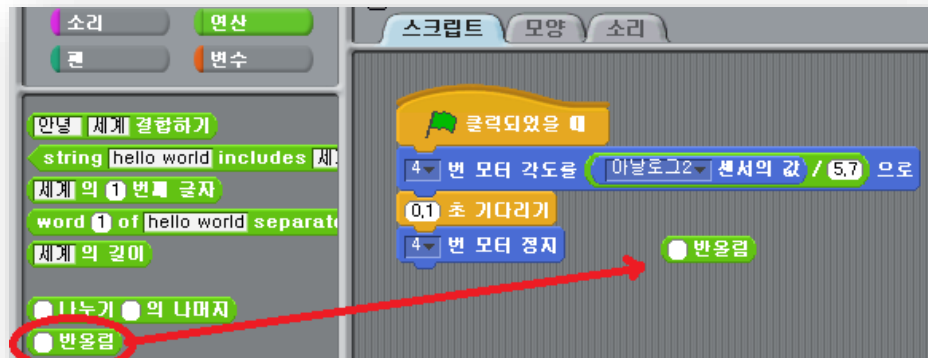 소리 연산
펜 변수
안녕 세계 결합하기
string hello world includes 세
세계 의 1 번째 글자
word 1 of hello world separat
세계 의 길이
나누기 의 나머지
반올림
스크립트 모양 소리
클릭되었을 때
4 번 모터 각도를 아날로그2 센서의 값 / 5.7 으로
0.1 초 기다리기
4 번 모터 정지
반올림